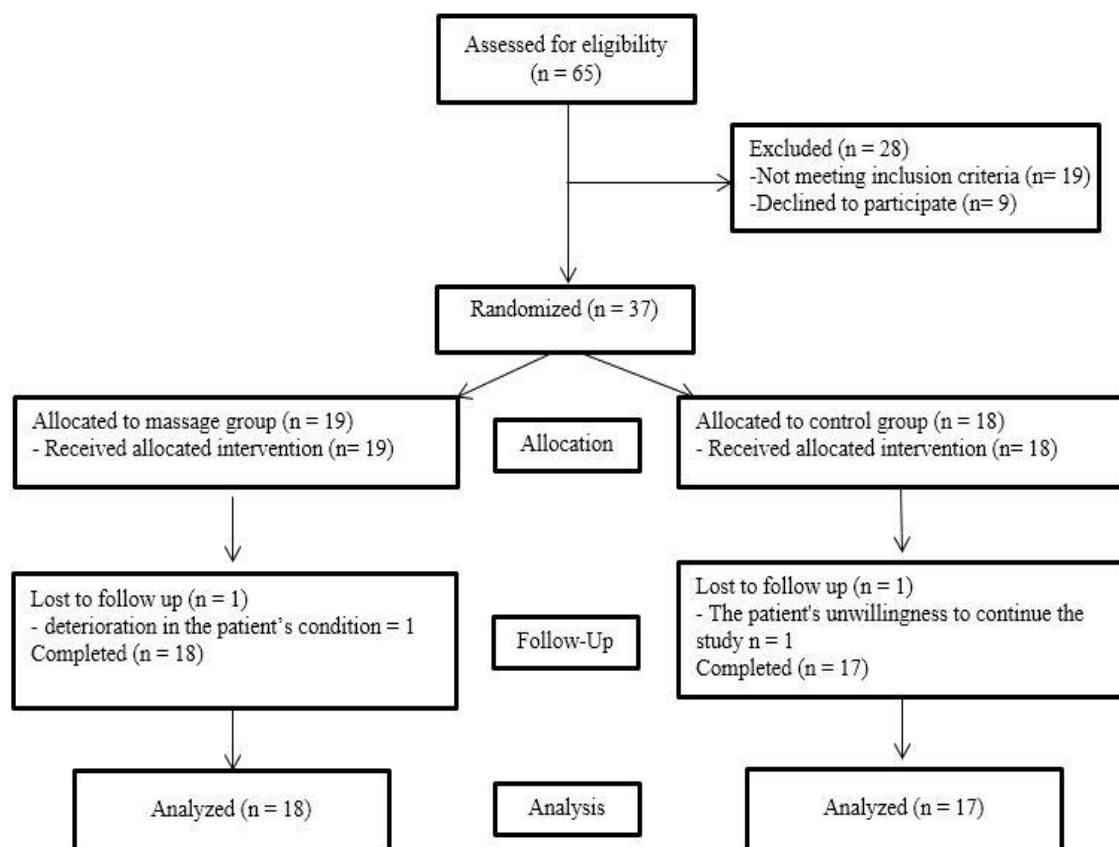 Assessed for eligibility
(n = 65)
Excluded (n = 28)
-Not meeting inclusion criteria (n= 19)
-Declined to participate (n= 9)
Randomized (n = 37)
Allocated to massage group (n = 19)
- Received allocated intervention (n= 19)
Allocation
Allocated to control group (n = 18)
- Received allocated intervention (n= 18)
Lost to follow up (n = 1)
- deterioration in the patient’s condition = 1
Completed (n = 18)
Follow-Up
Lost to follow up (n = 1)
- The patient's unwillingness to continue the
study n = 1
Completed (n = 17)
Analyzed (n = 18)
Analysis
Analyzed (n = 17)